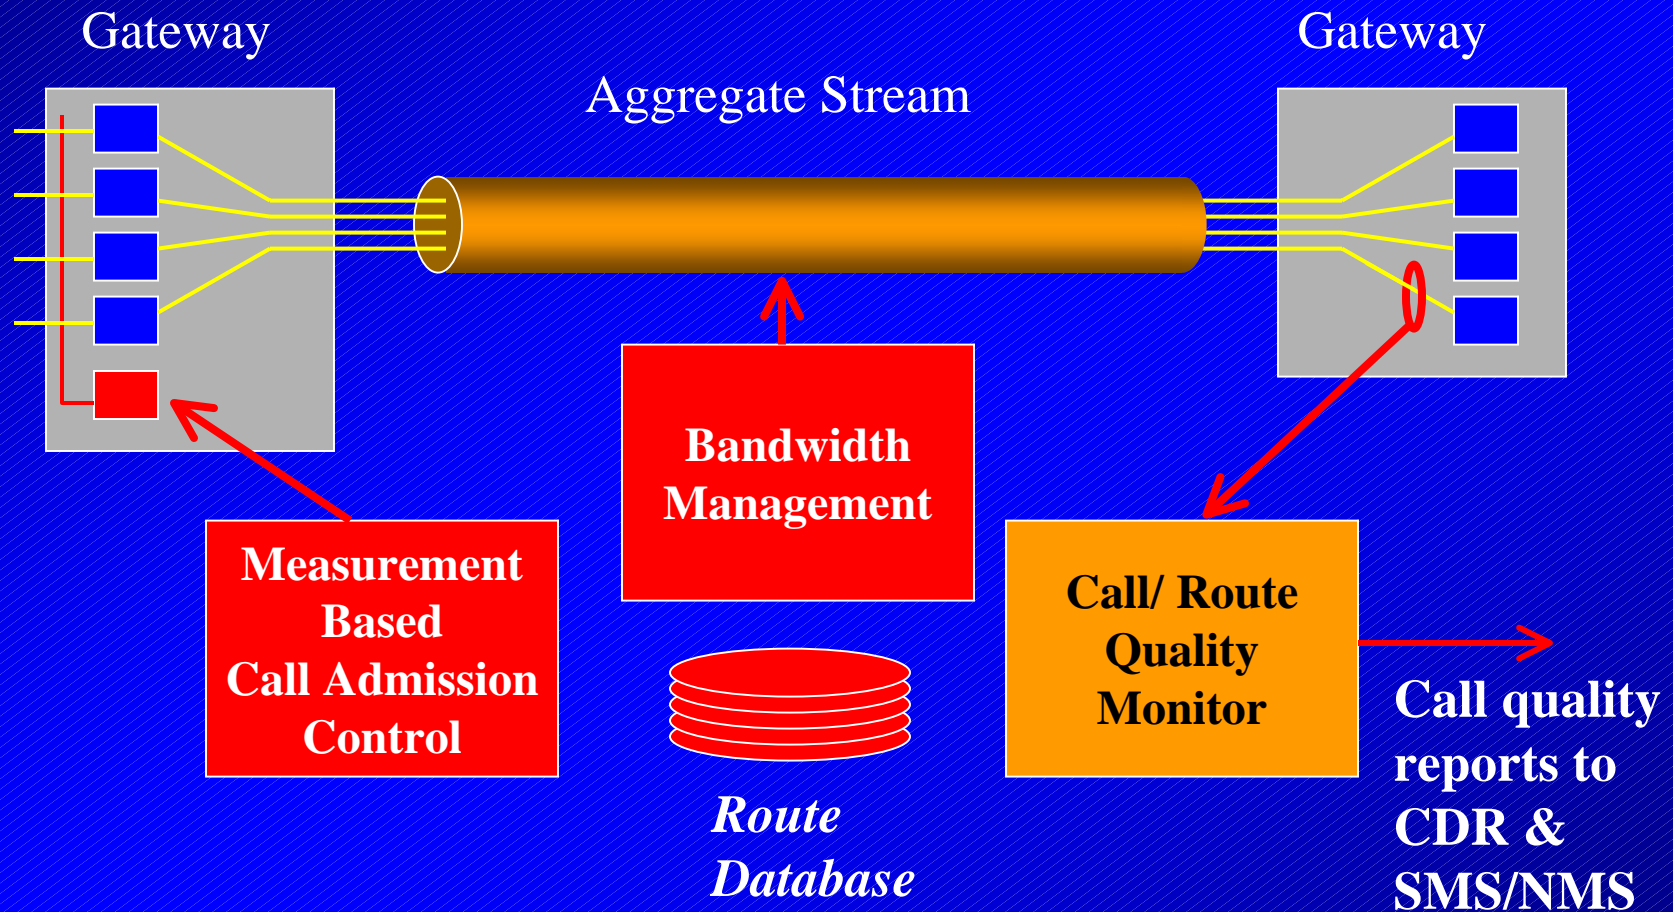 Gateway
Gateway
Aggregate Stream
Bandwidth
Management
Measurement
Based
Call Admission
Control
Call/ Route
Quality
Monitor
Call quality
reports to
CDR &
SMS/NMS
Route
Database